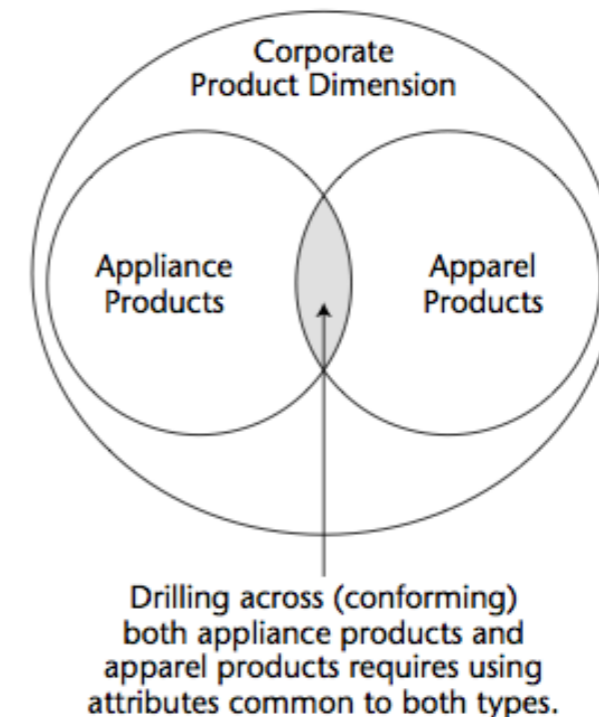 Corporate
Product Dimension
Appliance
Products
Apparel
Products
Drilling across (conforming)
both appliance products and
apparel products requires using
attributes common to both types.